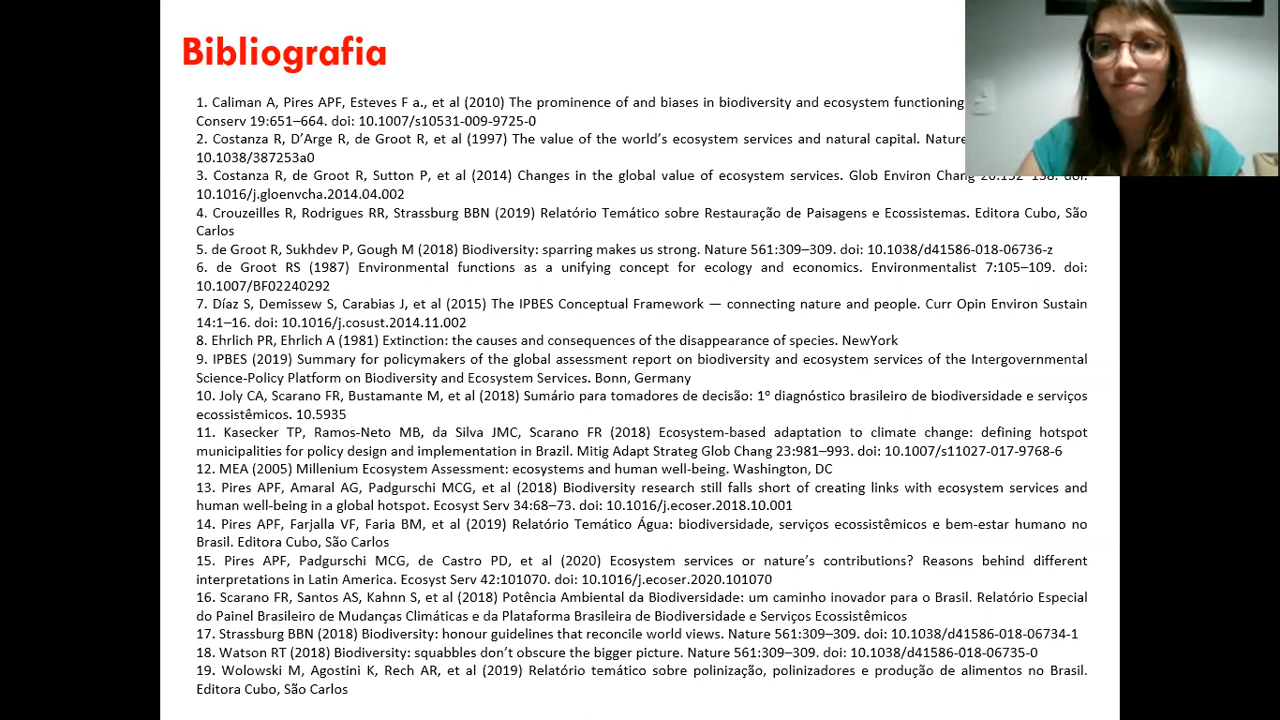 Bibliografia
1. Caliman A, Pires APF, Esteves F a., et al (2010) The prominence of and biases in biodiversity and ecosystem functioning
Conserv 19:651–664. doi: 10.1007/s10531-009-9725-0
2. Costanza R, D’Arge R, de Groot R, et al (1997) The value of the world’s ecosystem services and natural capital. Nature
10.1038/387253a0
3. Costanza R, de Groot R, Sutton P, et al (2014) Changes in the global value of ecosystem services. Glob Environ Chang
10.1016/j.gloenvcha.2014.04.002
4. Crouzeilles R, Rodrigues RR, Strassburg BBN (2019) Relatório Temático sobre Restauração de Paisagens e Ecossistemas. Editora Cubo, São
Carlos
5. de Groot R, Sukhdev P, Gough M (2018) Biodiversity: sparring makes us strong. Nature 561:309–309. doi: 10.1038/d41586-018-06736-z
6. de Groot RS (1987) Environmental functions as a unifying concept for ecology and economics. Environmentalist 7:105–109. doi:
10.1007/BF02240292
7. Díaz S, Demissew S, Carabias J, et al (2015) The IPBES Conceptual Framework — connecting nature and people. Curr Opin Environ Sustain
14:1–16. doi: 10.1016/j.cosust.2014.11.002
8. Ehrlich PR, Ehrlich A (1981) Extinction: the causes and consequences of the disappearance of species. NewYork
9. IPBES (2019) Summary for policymakers of the global assessment report on biodiversity and ecosystem services of the Intergovernmental
Science-Policy Platform on Biodiversity and Ecosystem Services. Bonn, Germany
10. Joly CA, Scarano FR, Bustamante M, et al (2018) Sumário para tomadores de decisão: 1º diagnóstico brasileiro de biodiversidade e serviços
ecossistêmicos. 10.5935
11. Kasecker TP, Ramos-Neto MB, da Silva JMC, Scarano FR (2018) Ecosystem-based adaptation to climate change: defining hotspot
municipalities for policy design and implementation in Brazil. Mitig Adapt Strateg Glob Chang 23:981–993. doi: 10.1007/s11027-017-9768-6
12. MEA (2005) Millenium Ecosystem Assessment: ecosystems and human well-being. Washington, DC
13. Pires APF, Amaral AG, Padgurschi MCG, et al (2018) Biodiversity research still falls short of creating links with ecosystem services and
human well-being in a global hotspot. Ecosyst Serv 34:68–73. doi: 10.1016/j.ecoser.2018.10.001
14. Pires APF, Farjalla VF, Faria BM, et al (2019) Relatório Temático Água: biodiversidade, serviços ecossistêmicos e bem-estar humano no
Brasil. Editora Cubo, São Carlos
15. Pires APF, Padgurschi MCG, de Castro PD, et al (2020) Ecosystem services or nature’s contributions? Reasons behind different
interpretations in Latin America. Ecosyst Serv 42:101070. doi: 10.1016/j.ecoser.2020.101070
16. Scarano FR, Santos AS, Kahnn S, et al (2018) Potência Ambiental da Biodiversidade: um caminho inovador para o Brasil. Relatório Especial
do Painel Brasileiro de Mudanças Climáticas e da Plataforma Brasileira de Biodiversidade e Serviços Ecossistêmicos
17. Strassburg BBN (2018) Biodiversity: honour guidelines that reconcile world views. Nature 561:309–309. doi: 10.1038/d41586-018-06734-1
18. Watson RT (2018) Biodiversity: squabbles don’t obscure the bigger picture. Nature 561:309–309. doi: 10.1038/d41586-018-06735-0
19. Wolowski M, Agostini K, Rech AR, et al (2019) Relatório temático sobre polinização, polinizadores e produção de alimentos no Brasil.
Editora Cubo, São Carlos